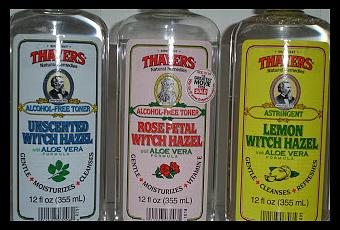 THAYERS
Natural Remedies
ALCOHOL-FREE TONER
UNSCENTED
WITCH HAZEL
with ALOE VERA
FORMULA
GENTLE • MOISTURIZES • CLEANSES
12 fl oz (355 mL)
THAYERS
Natural Remedies
SOLD
ALCOHOL-FREE TONER
ROSE PETAL
WITCH HAZEL
with ALOE VERA
FORMULA
GENTLE • MOISTURIZES • VITAMIN E
12 fl oz (355 mL)
THAYERS
Natural Remedies
ASTRINGENT
LEMON
WITCH HAZEL
with ALOE VERA
FORMULA
GENTLE • CLEANSES • REFRESHES
12 fl oz (355 mL)